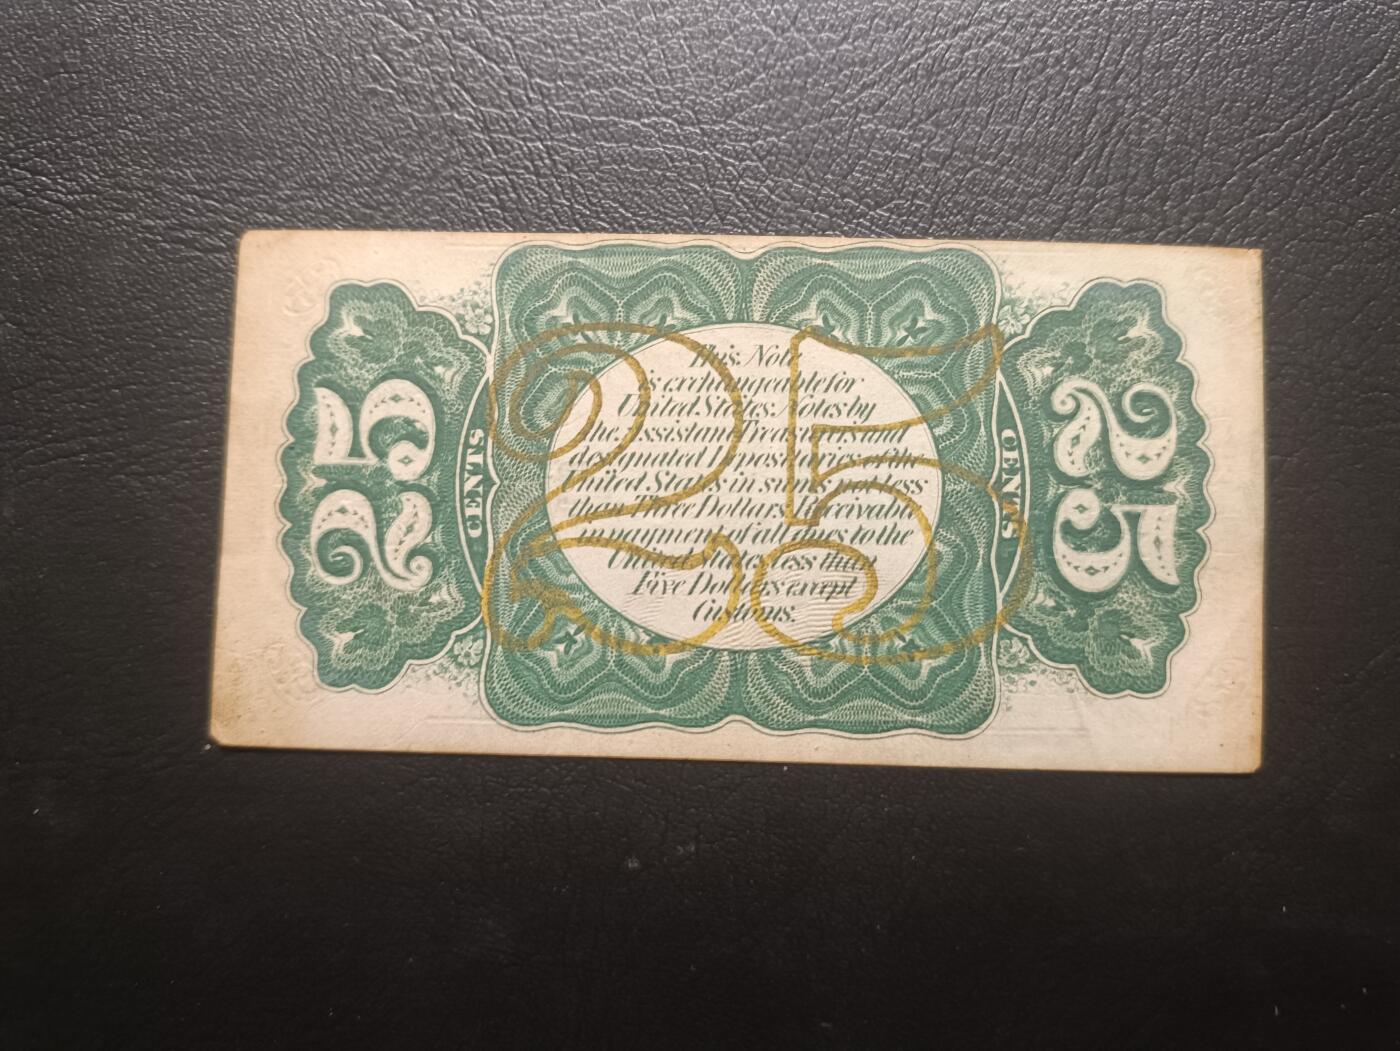 25
CENTS
This Note
is exchangeable for
United States Notes by
the Assistant Treasurers and
designated Depositaries of the
United States in sums not less
than Three Dollars. Receivable
in payment of all dues to the
United States less than
Five Dollars except
Customs.
25
CENTS
25